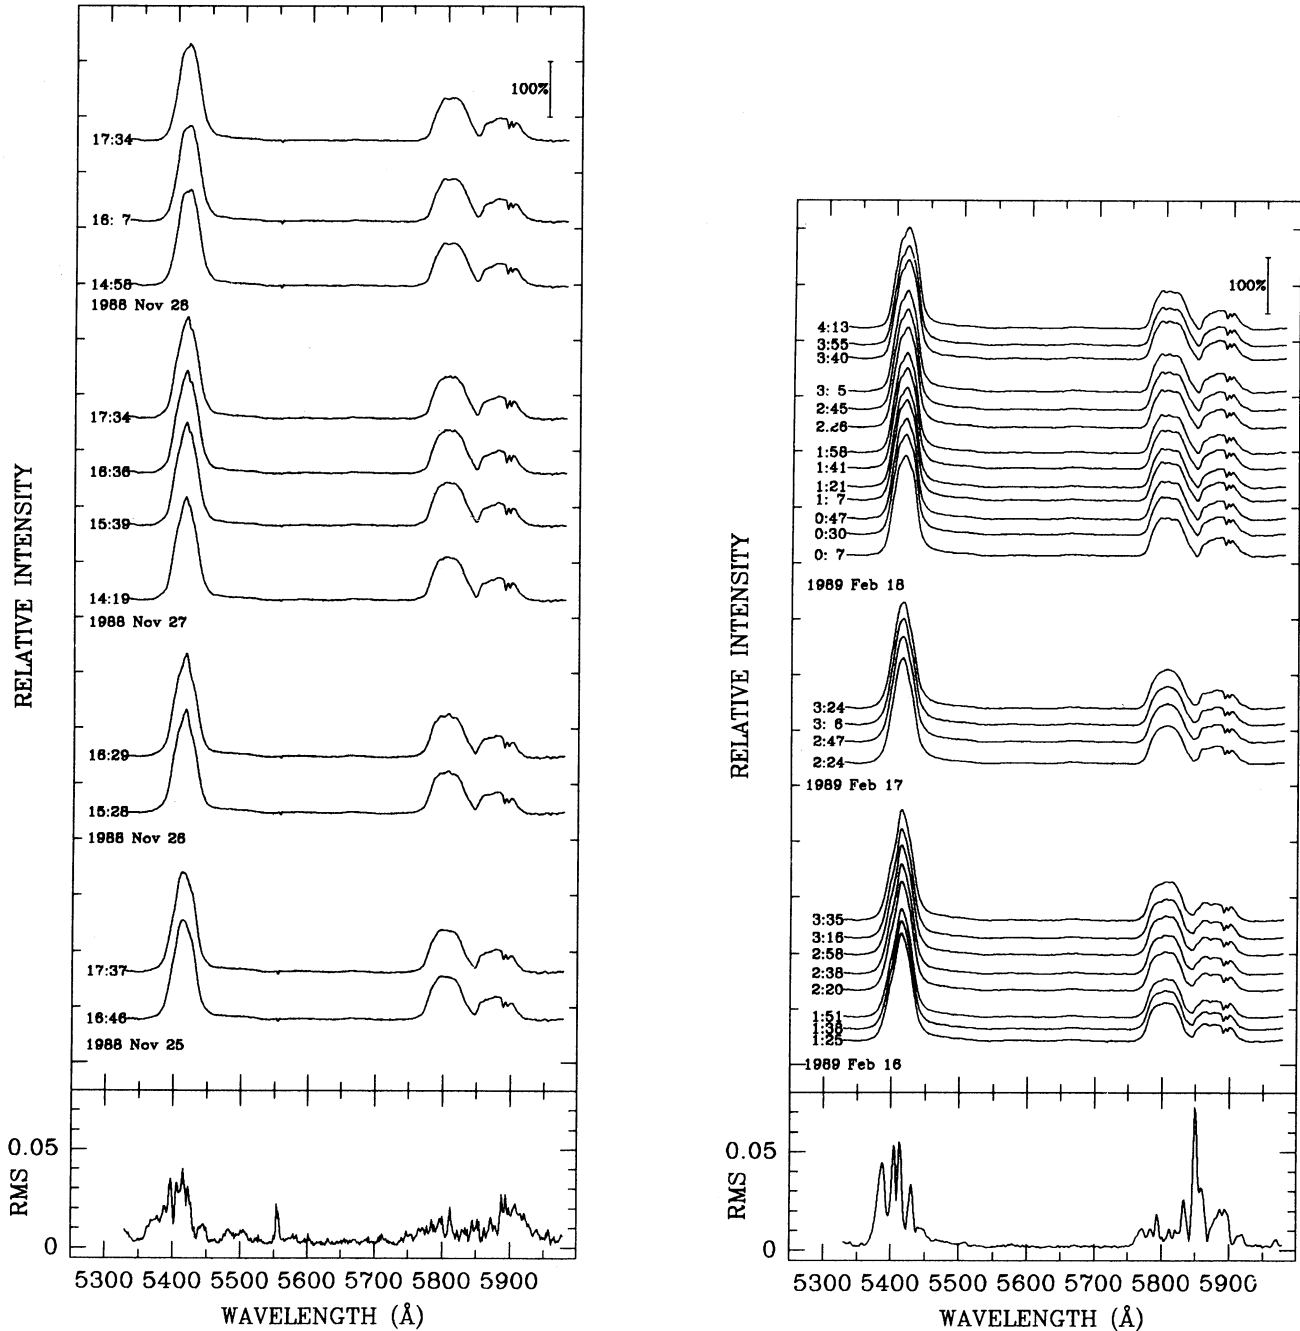 100%
17:34
16: 7
14:58
1988 Nov 28
17:34
16:36
15:39
14:19
1988 Nov 27
16:29
15:28
1988 Nov 26
17:37
16:46
1988 Nov 25
RELATIVE INTENSITY
0.05
0
RMS
5300 5400 5500 5600 5700 5800 5900
WAVELENGTH (Å)
100%
4:13
3:55
3:40
3: 5
2:45
2:26
1:58
1:41
1:21
1: 7
0:47
0:30
0: 7
1989 Feb 18
3:24
3: 6
2:47
2:24
1989 Feb 17
3:35
3:16
2:58
2:38
2:20
1:51
1:38
1:25
1989 Feb 16
RELATIVE INTENSITY
0.05
0
RMS
5300 5400 5500 5600 5700 5800 5900
WAVELENGTH (Å)